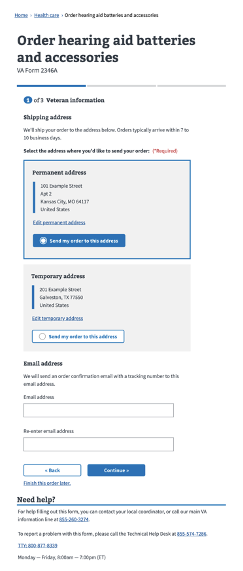 Home › Health care › Order hearing aid batteries and accessories
Order hearing aid batteries
and accessories
VA Form 2346A
1 of 3 Veteran information
Shipping address
We'll ship your order to the address below. Orders typically arrive within 7 to
10 business days.
Select the address where you'd like to send your order: (*Required)
Permanent address
101 Example Street
Apt 2
Kansas City, MO 64117
United States
Edit permanent address
Send my order to this address
Temporary address
201 Example Street
Galveston, TX 77550
United States
Edit temporary address
Send my order to this address
Email address
We will send an order confirmation email with a tracking number to this
email address.
Email address
Re-enter email address
« Back
Continue »
Finish this order later.
Need help?
For help filling out this form, you can contact your local coordinator, or call our main VA
information line at 855-260-3274.
To report a problem with this form, please call the Technical Help Desk at 855-574-7286.
TTY: 800-877-8339
Monday — Friday, 8:00am — 7:00pm (ET)